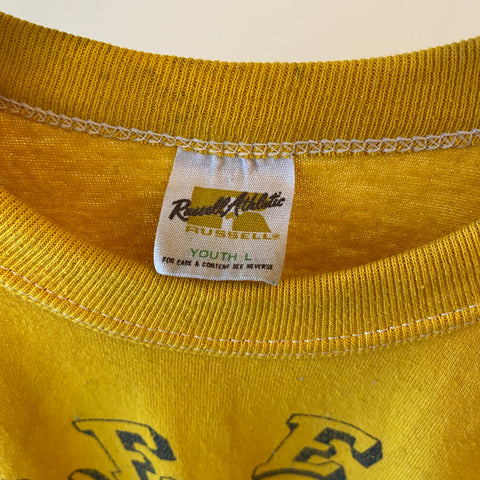 Russell Athletic
RUSSELL
YOUTH L
FOR CARE & CONTENT SEE REVERSE
E E